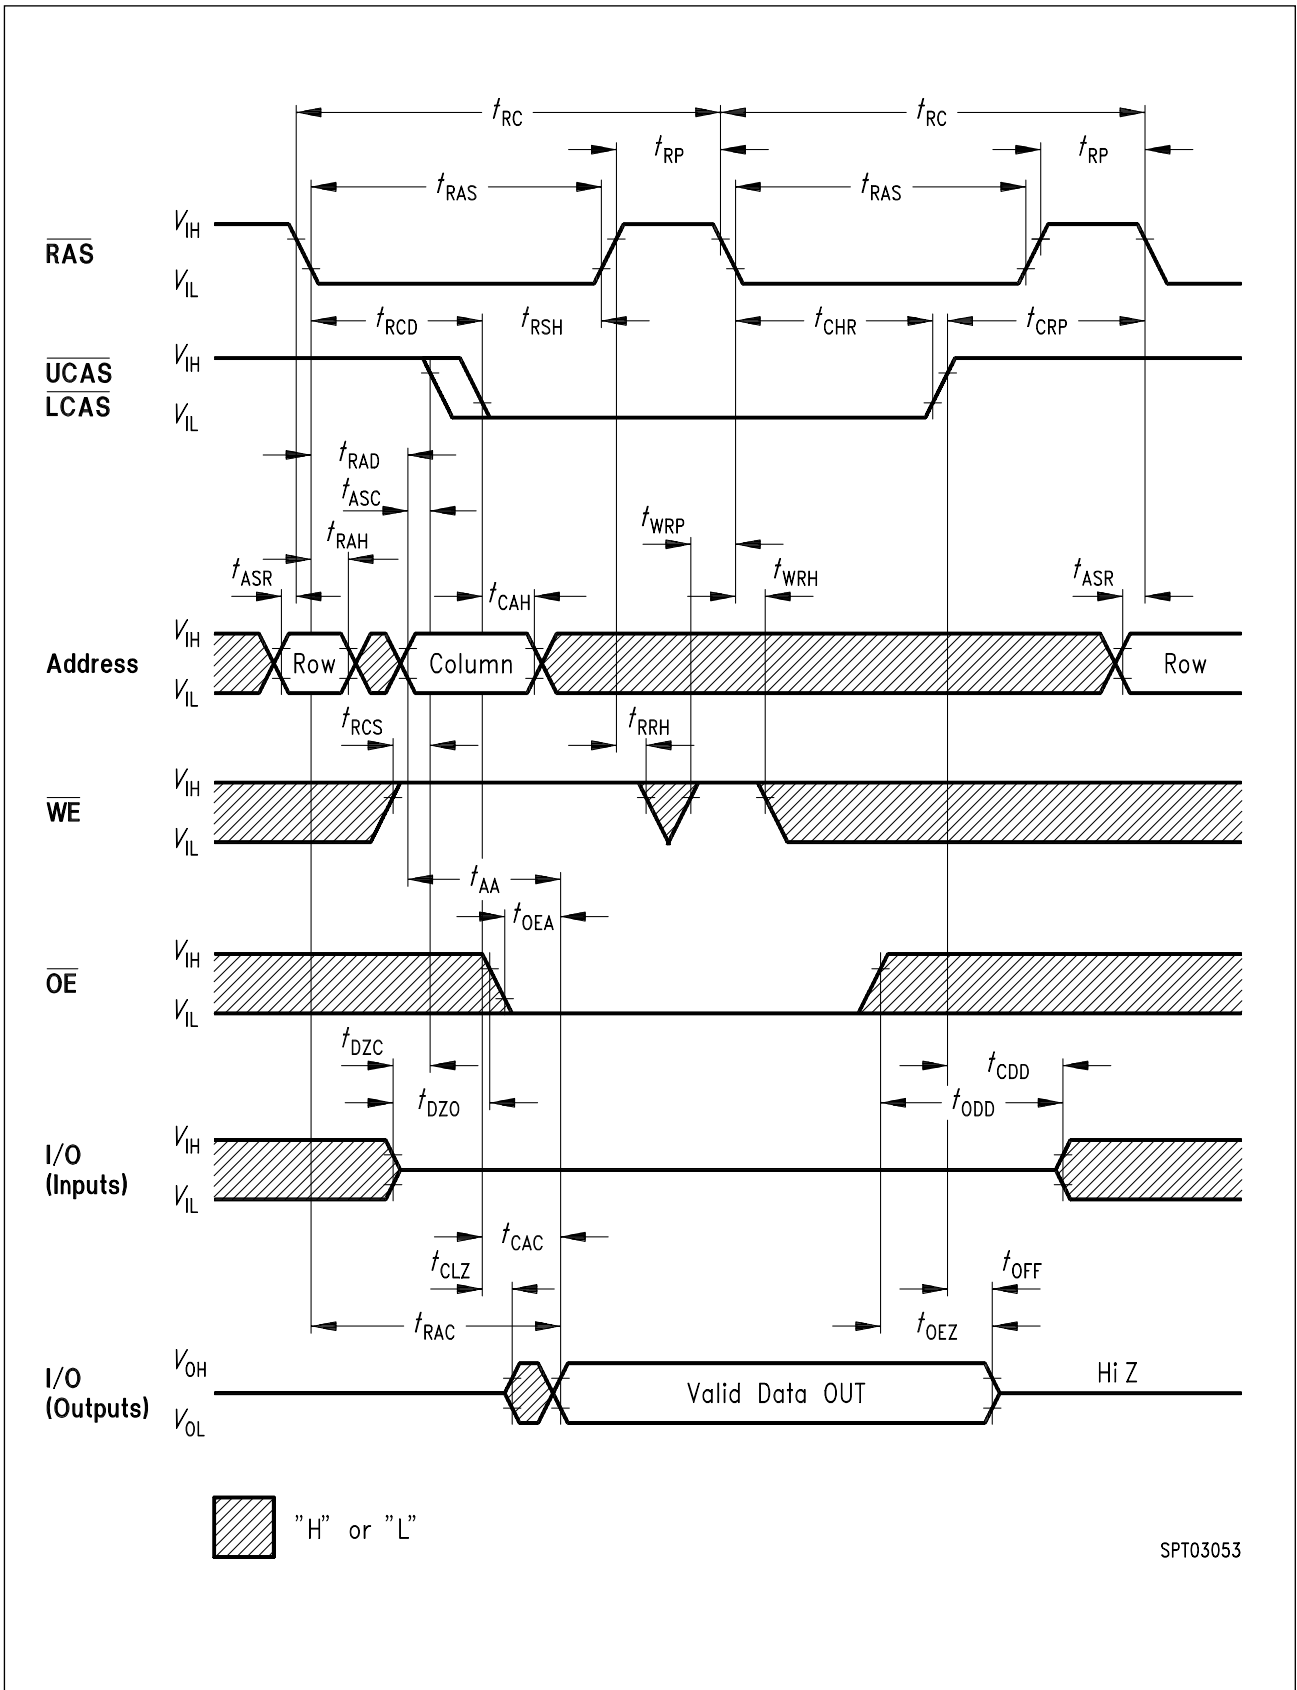 tRC tRC
tRP tRP
tRAS tRAS
VIH
RAS
VIL
tRCD tRSH tCHR tCRP
VIH
UCAS
LCAS
VIL
tRAD
tASC
tWRP
tRAH
tASR tCAH tWRH tASR
VIH
Address Row Column Row
VIL
tRCS tRRH
VIH
WE
VIL
tAA
tOEA
VIH
OE
VIL
tDZC tCDD
tDZO tODD
VIH
I/O
(Inputs)
VIL
tCAC
tCLZ tOFF
tRAC tOEZ
VOH
I/O Valid Data OUT Hi Z
(Outputs)
VOL
"H" or "L"
SPT03053